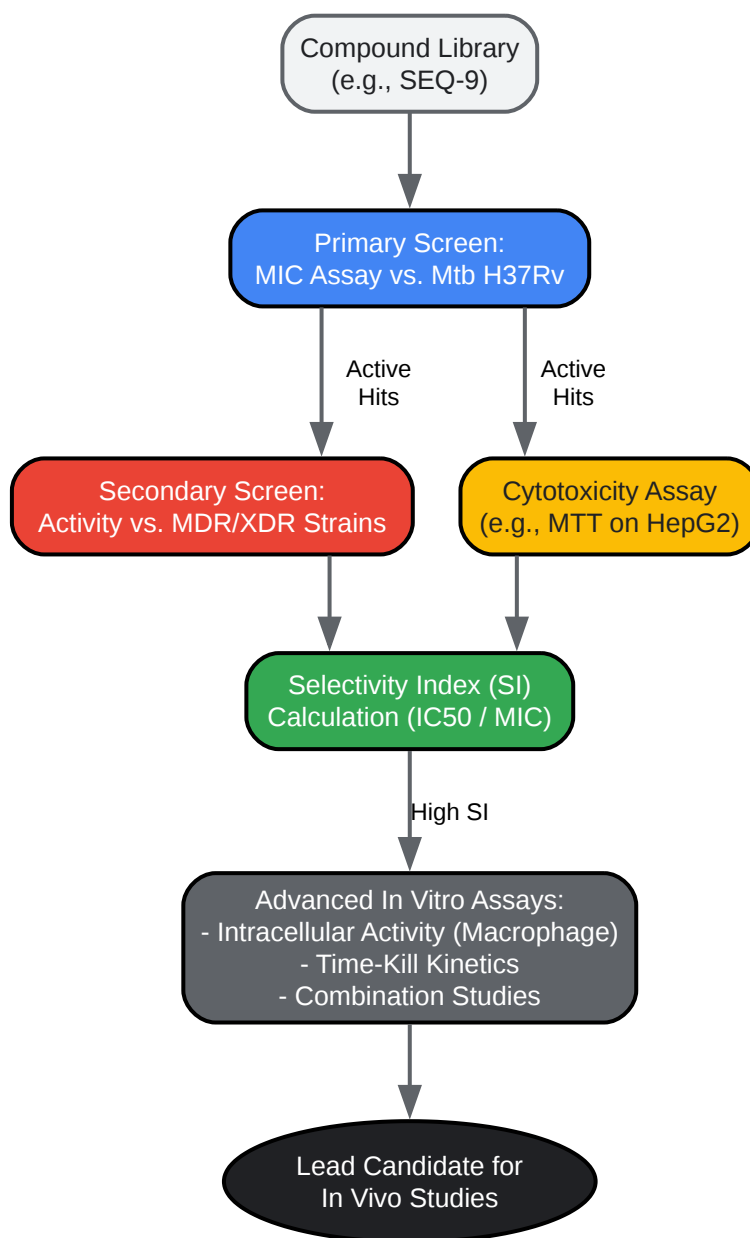 Compound Library
(e.g., SEQ-9)
Primary Screen:
MIC Assay vs. Mtb H37Rv
Active
Hits
Active
Hits
Secondary Screen:
Activity vs. MDR/XDR Strains
Cytotoxicity Assay
(e.g., MTT on HepG2)
Selectivity Index (SI)
Calculation (IC50 / MIC)
High SI
Advanced In Vitro Assays:
- Intracellular Activity (Macrophage)
- Time-Kill Kinetics
- Combination Studies
Lead Candidate for
In Vivo Studies